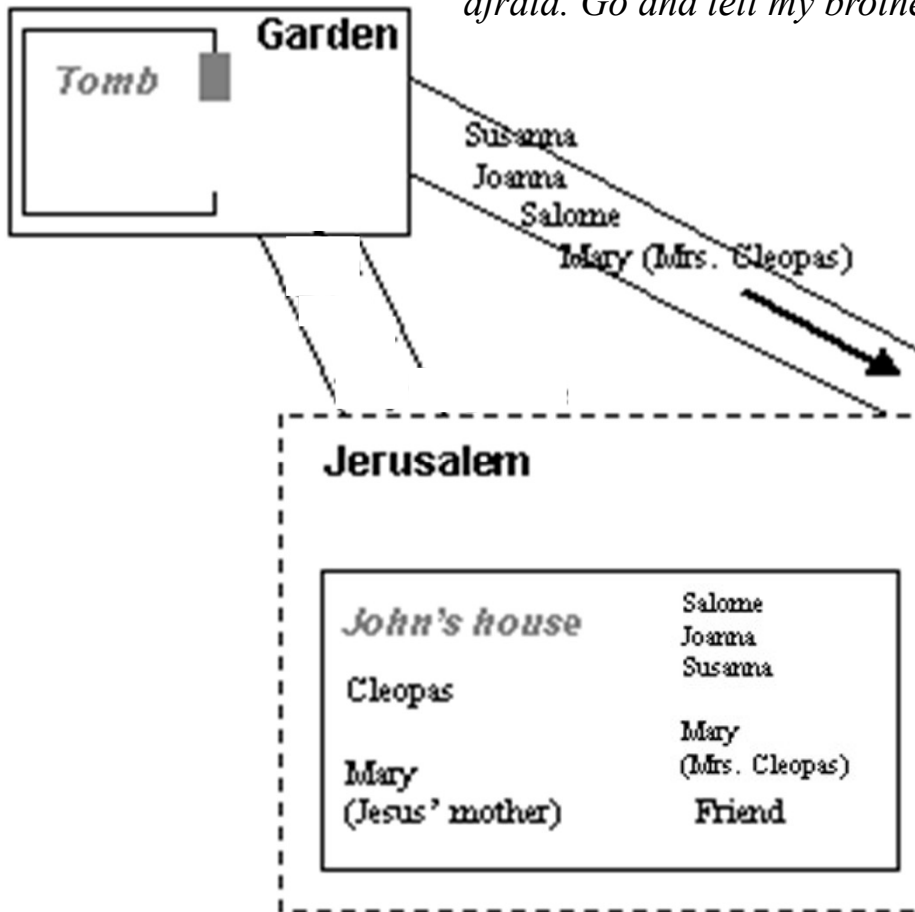 afraid. Go and tell my brothe
Garden
Tomb
Susanna
Joanna
Salome
Mary (Mrs. Cleopas)
Jerusalem
John's house
Cleopas
Mary
(Jesus' mother)
Salome
Joanna
Susanna
Mary
(Mrs. Cleopas)
Friend